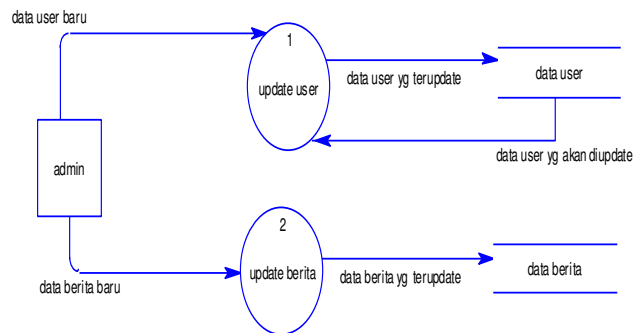 data user baru
1
update user
data user yg terupdate
data user
data user yg akan diupdate
admin
2
update berita
data berita yg terupdate
data berita
data berita baru